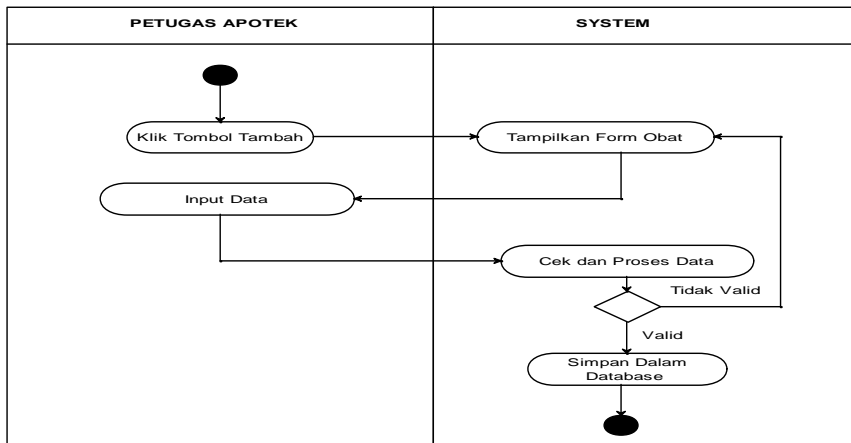 PETUGAS APOTEK
SYSTEM
Klik Tombol Tambah
Tampilkan Form Obat
Input Data
Cek dan Proses Data
Tidak Valid
Valid
Simpan Dalam
Database